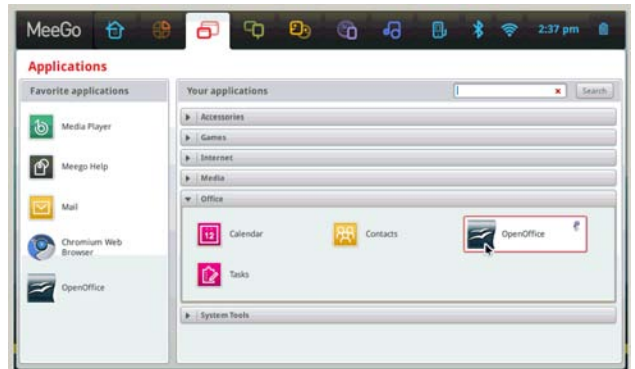 MeeGo
2:37 pm
Applications
Favorite applications
Media Player
Meego Help
Mail
Chromium Web
Browser
OpenOffice
Your applications
Search
Accessories
Games
Internet
Media
Office
12
Calendar
Contacts
OpenOffice
Tasks
System Tools